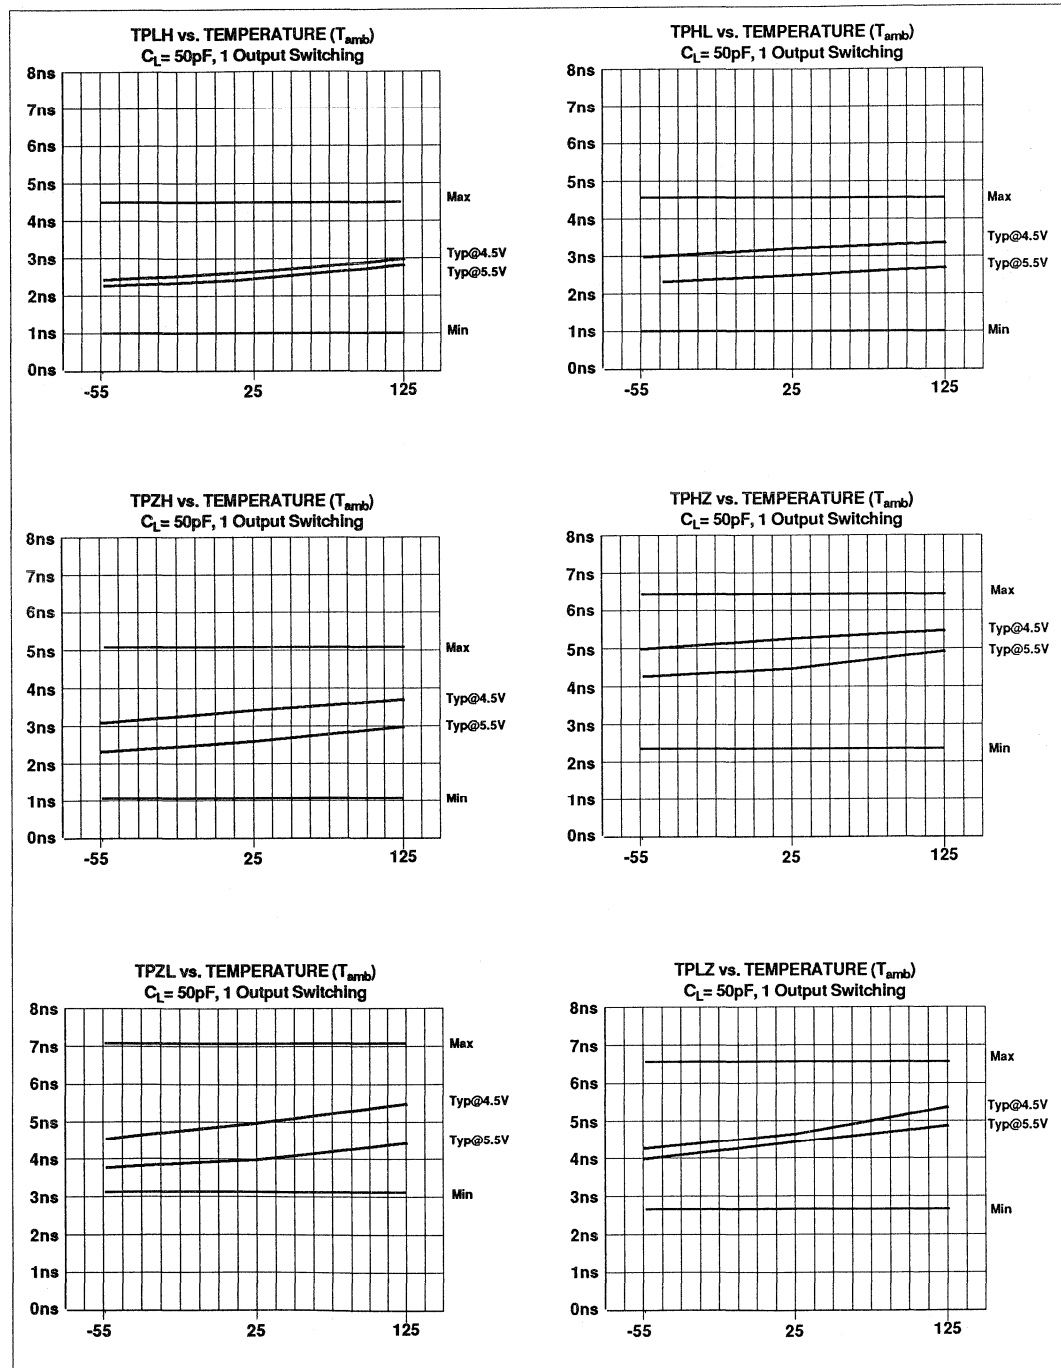 TPLH vs. TEMPERATURE (Tamb)
CL= 50pF, 1 Output Switching
8ns
7ns
6ns
5ns
4ns
3ns
2ns
1ns
0ns
Max
Typ@4.5V
Typ@5.5V
Min
-55
25
125
TPHL vs. TEMPERATURE (Tamb)
CL= 50pF, 1 Output Switching
8ns
7ns
6ns
5ns
4ns
3ns
2ns
1ns
0ns
Max
Typ@4.5V
Typ@5.5V
Min
-55
25
125
TPZH vs. TEMPERATURE (Tamb)
CL= 50pF, 1 Output Switching
8ns
7ns
6ns
5ns
4ns
3ns
2ns
1ns
0ns
Max
Typ@4.5V
Typ@5.5V
Min
-55
25
125
TPHZ vs. TEMPERATURE (Tamb)
CL= 50pF, 1 Output Switching
8ns
7ns
6ns
5ns
4ns
3ns
2ns
1ns
0ns
Max
Typ@4.5V
Typ@5.5V
Min
-55
25
125
TPZL vs. TEMPERATURE (Tamb)
CL= 50pF, 1 Output Switching
8ns
7ns
6ns
5ns
4ns
3ns
2ns
1ns
0ns
Max
Typ@4.5V
Typ@5.5V
Min
-55
25
125
TPLZ vs. TEMPERATURE (Tamb)
CL= 50pF, 1 Output Switching
8ns
7ns
6ns
5ns
4ns
3ns
2ns
1ns
0ns
Max
Typ@4.5V
Typ@5.5V
Min
-55
25
125